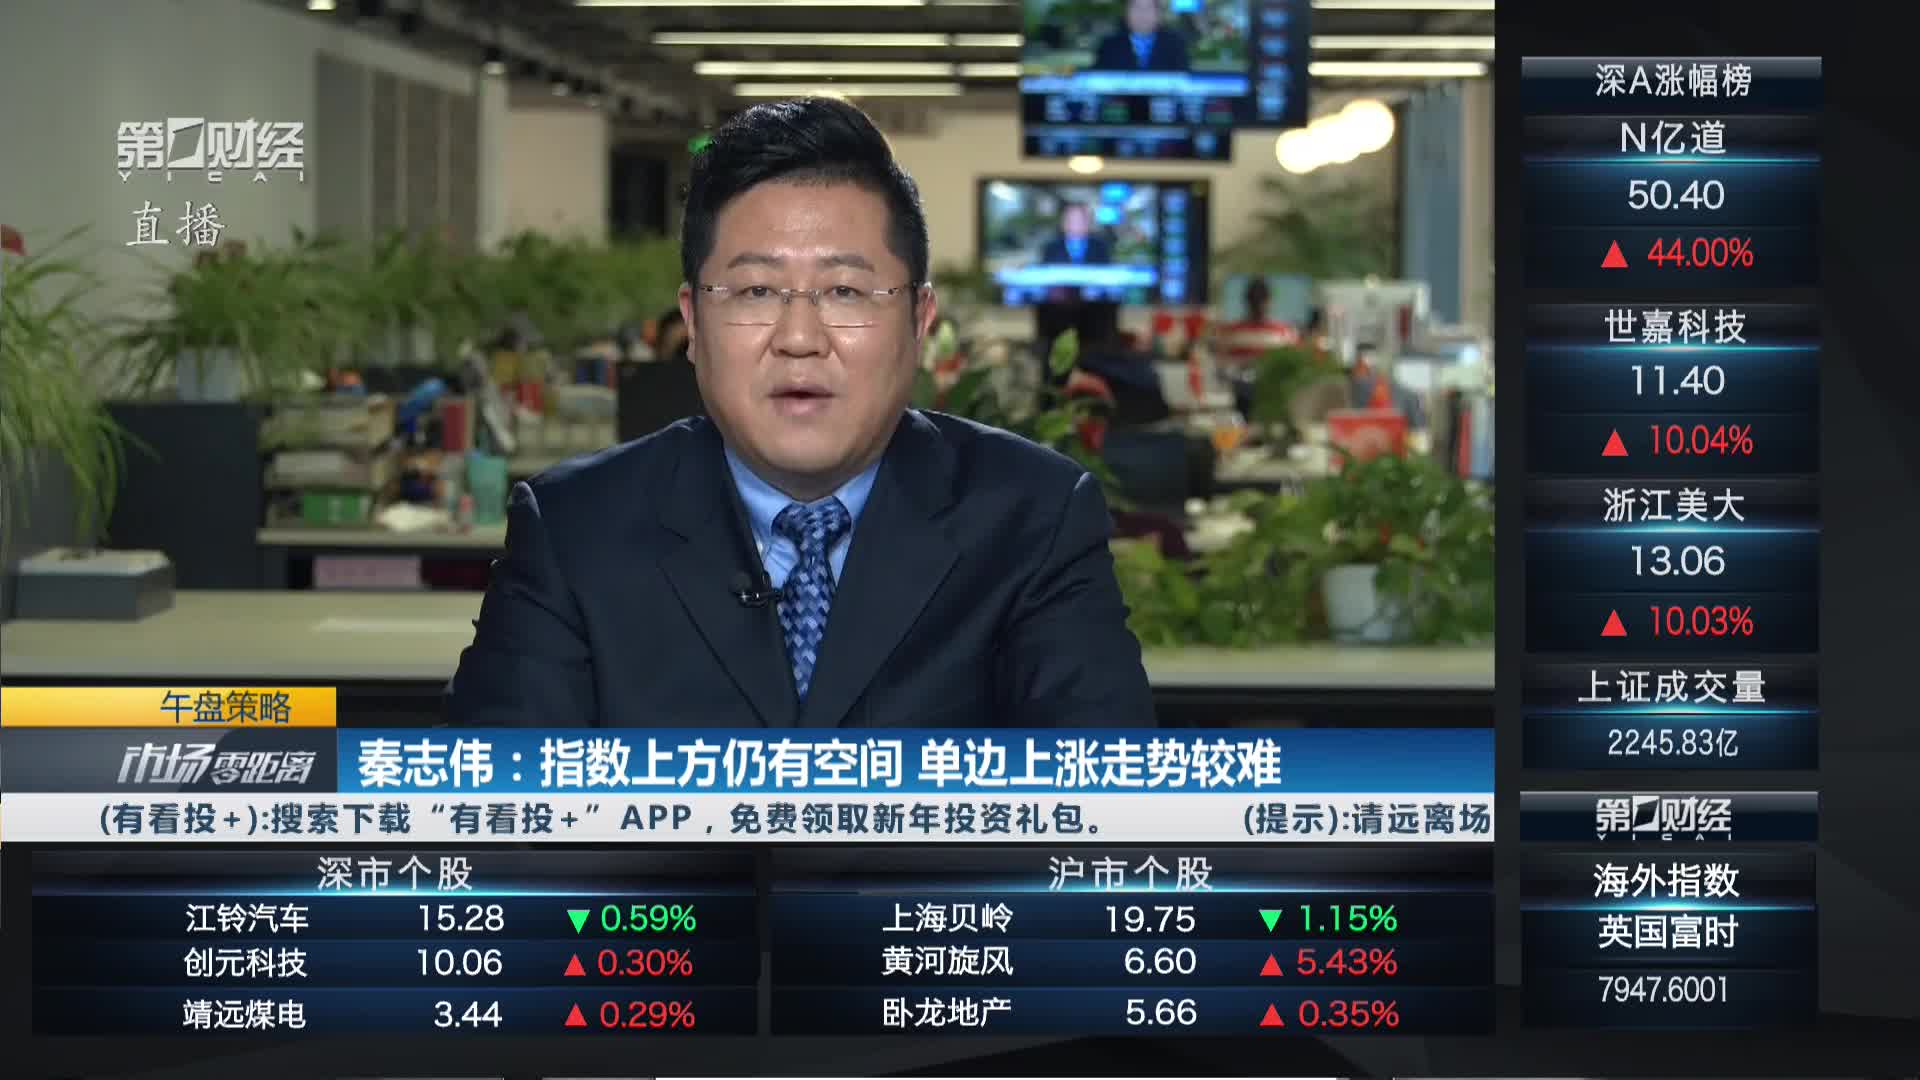 第一财经
YICAI
直播
午盘策略
市场零距离
秦志伟：指数上方仍有空间 单边上涨走势较难
(有看投+):搜索下载“有看投+”APP，免费领取新年投资礼包。 (提示):请远离场
深市个股
江铃汽车 15.28 ▼0.59%
创元科技 10.06 ▲0.30%
靖远煤电 3.44 ▲0.29%
沪市个股
上海贝岭 19.75 ▼1.15%
黄河旋风 6.60 ▲5.43%
卧龙地产 5.66 ▲0.35%
深A涨幅榜
N亿道
50.40
▲ 44.00%
世嘉科技
11.40
▲ 10.04%
浙江美大
13.06
▲ 10.03%
上证成交量
2245.83亿
第一财经
YICAI
海外指数
英国富时
7947.6001